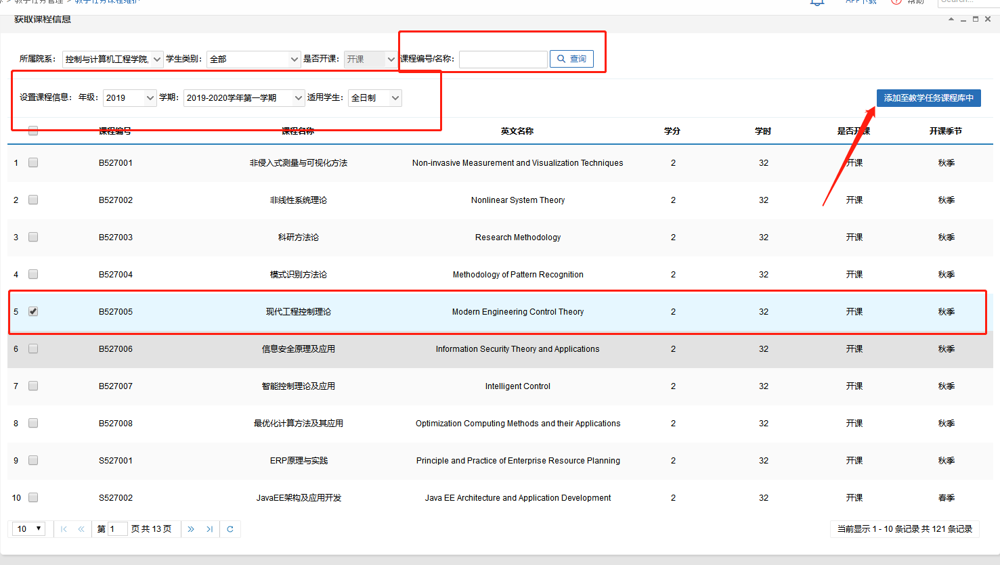 教学任务管理 > 教学任务课程维护
APP下载 ? 帮助 Search...
获取课程信息
所属院系： 控制与计算机工程学院, 学生类别： 全部 是否开课： 开课 课程编号/名称： 查询
设置课程信息： 年级： 2019 学期： 2019-2020学年第一学期 适用学生： 全日制 添加至教学任务课程库中
课程编号 课程名称 英文名称 学分 学时 是否开课 开课季节
1 B527001 非侵入式测量与可视化方法 Non-invasive Measurement and Visualization Techniques 2 32 开课 秋季
2 B527002 非线性系统理论 Nonlinear System Theory 2 32 开课 秋季
3 B527003 科研方法论 Research Methodology 2 32 开课 秋季
4 B527004 模式识别方法论 Methodology of Pattern Recognition 2 32 开课 秋季
5 B527005 现代工程控制理论 Modern Engineering Control Theory 2 32 开课 秋季
6 B527006 信息安全原理及应用 Information Security Theory and Applications 2 32 开课 秋季
7 B527007 智能控制理论及应用 Intelligent Control 2 32 开课 秋季
8 B527008 最优化计算方法及其应用 Optimization Computing Methods and their Applications 2 32 开课 秋季
9 S527001 ERP原理与实践 Principle and Practice of Enterprise Resource Planning 2 32 开课 秋季
10 S527002 JavaEE架构及应用开发 Java EE Architecture and Application Development 2 32 开课 春季
10 第 1 页 共 13 页 当前显示 1 - 10 条记录 共 121 条记录